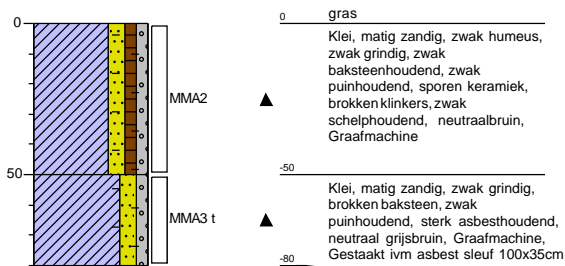 0
0
gras
Klei, matig zandig, zwak humeus,
zwak grindig, zwak
baksteenhoudend, zwak
puinhoudend, sporen keramiek,
brokken klinkers, zwak
schelphoudend, neutraalbruin,
Graafmachine
MMA2
50
-50
Klei, matig zandig, zwak grindig,
brokken baksteen, zwak
puinhoudend, sterk asbesthoudend,
neutraal grijsbruin, Graafmachine,
Gestaakt ivm asbest sleuf 100x35cm
MMA3 t
-80